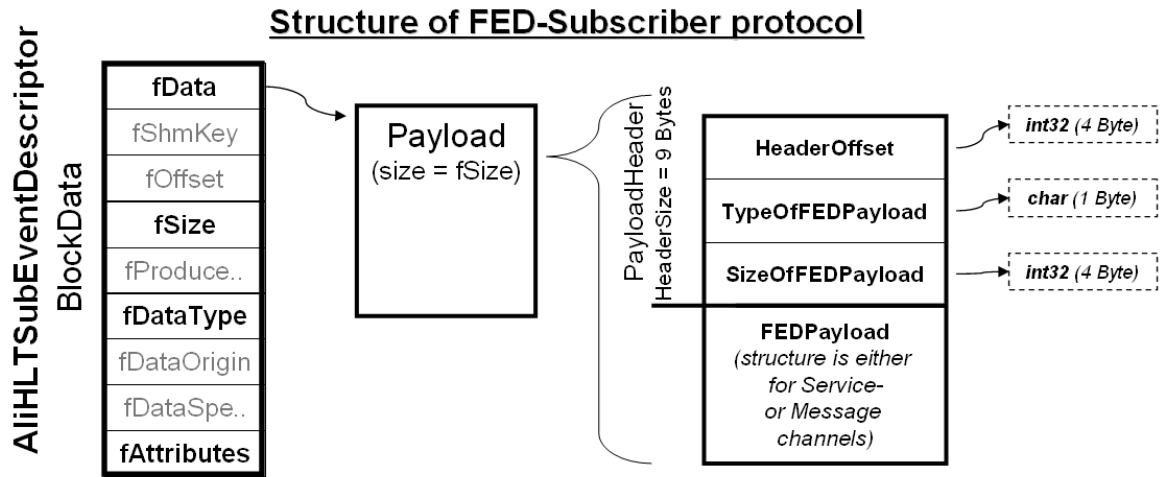 Structure of FED-Subscriber protocol
AliHLTSubEventDescriptor
BlockData
fData
fShmKey
fOffset
fSize
fProduce..
fDataType
fDataOrigin
fDataSpe..
fAttributes
Payload
(size = fSize)
PayloadHeader
HeaderSize = 9 Bytes
HeaderOffset
TypeOfFEDPayload
SizeOfFEDPayload
FEDPayload
(structure is either
for Service-
or Message
channels)
int32 (4 Byte)
char (1 Byte)
int32 (4 Byte)